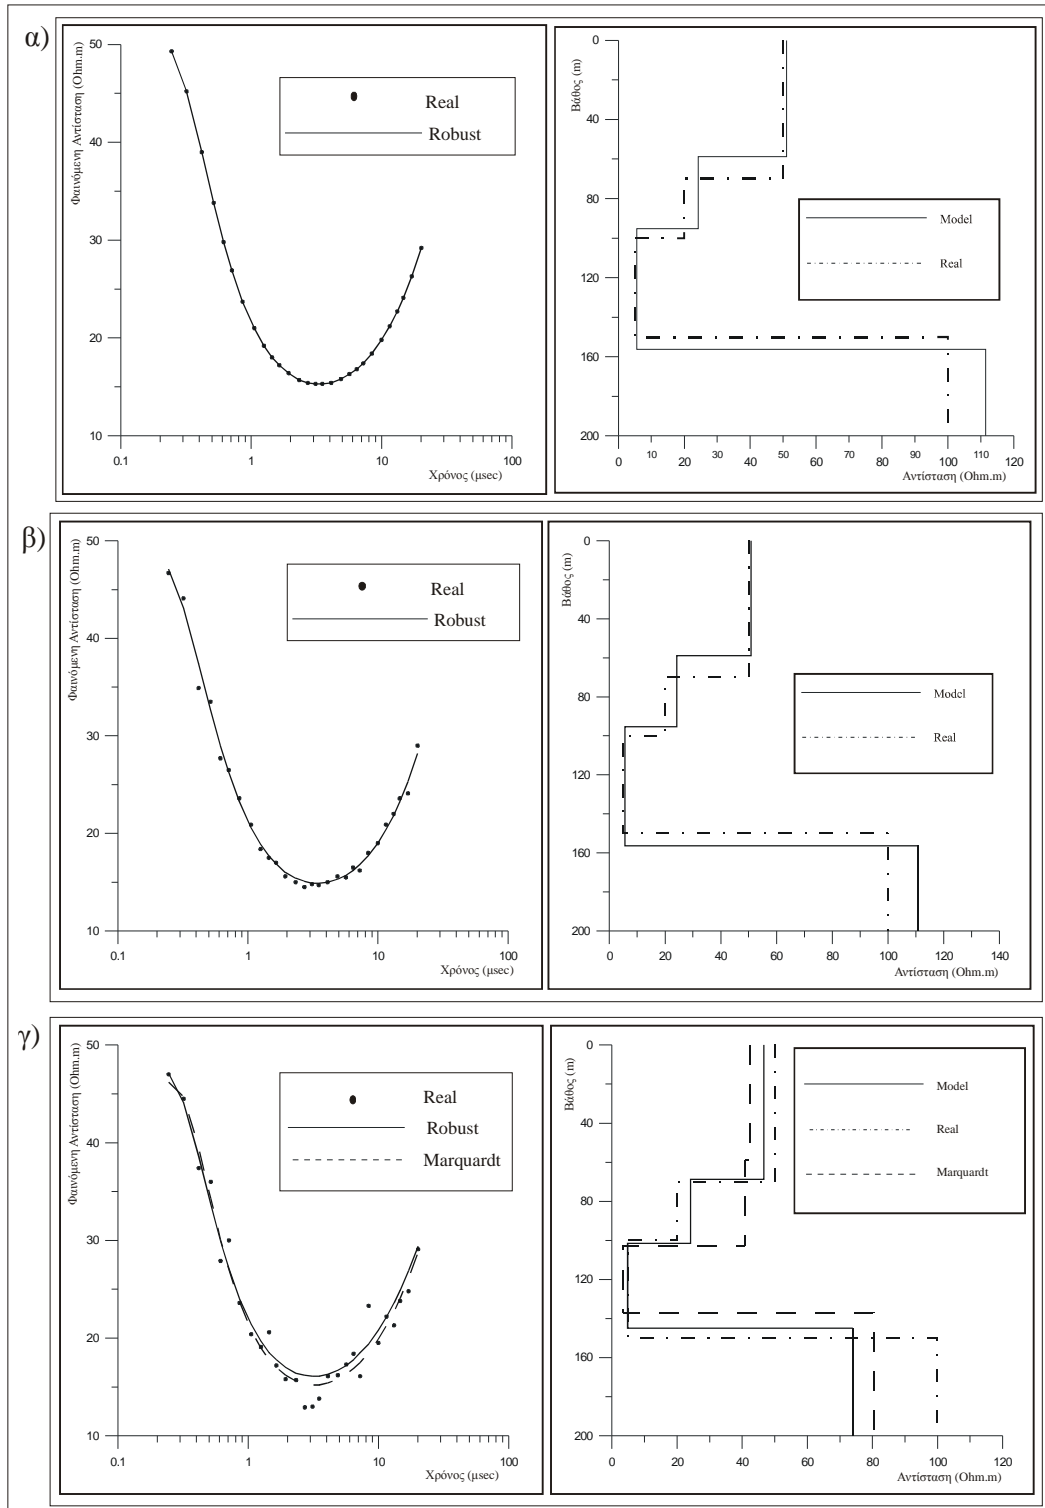 α)
Φαινόμενη Αντίσταση (Ohm.m)
50
40
30
20
10
0.1
1
10
100
Χρόνος (μsec)
Real
Robust
Βάθος (m)
0
40
80
120
160
200
0
10
20
30
40
50
60
70
80
90
100
110
120
Αντίσταση (Ohm.m)
Model
Real
β)
Φαινόμενη Αντίσταση (Ohm.m)
50
40
30
20
10
0.1
1
10
100
Χρόνος (μsec)
Real
Robust
Βάθος (m)
0
40
80
120
160
200
0
20
40
60
80
100
120
140
Αντίσταση (Ohm.m)
Model
Real
γ)
Φαινόμενη Αντίσταση (Ohm.m)
50
40
30
20
10
0.1
1
10
100
Χρόνος (μsec)
Real
Robust
Marquardt
Βάθος (m)
0
40
80
120
160
200
0
20
40
60
80
100
120
Αντίσταση (Ohm.m)
Model
Real
Marquardt